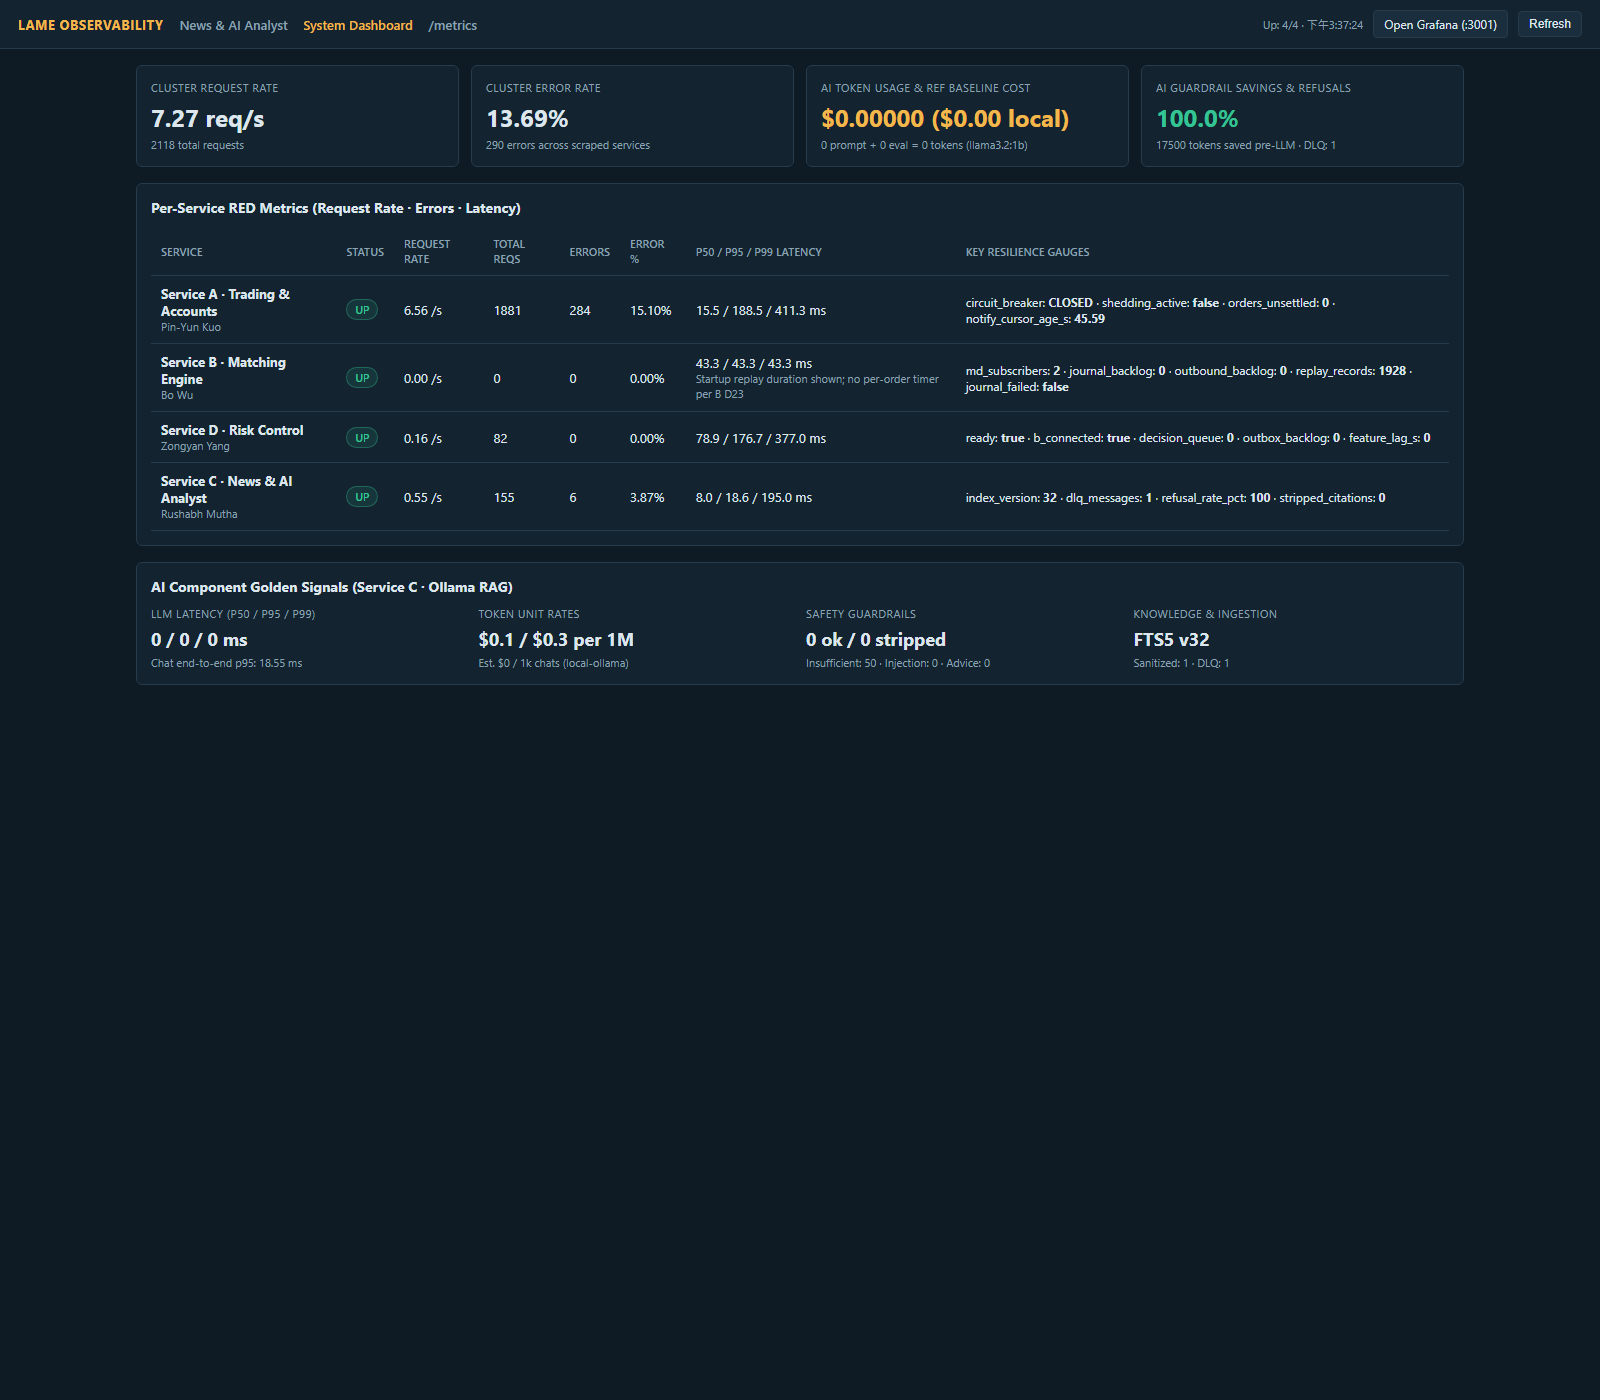 LAME OBSERVABILITY News & AI Analyst System Dashboard /metrics Up: 4/4 · 下午3:37:24 Open Grafana (:3001) Refresh
CLUSTER REQUEST RATE
7.27 req/s
2118 total requests
CLUSTER ERROR RATE
13.69%
290 errors across scraped services
AI TOKEN USAGE & REF BASELINE COST
$0.00000 ($0.00 local)
0 prompt + 0 eval = 0 tokens (llama3.2:1b)
AI GUARDRAIL SAVINGS & REFUSALS
100.0%
17500 tokens saved pre-LLM · DLQ: 1
Per-Service RED Metrics (Request Rate · Errors · Latency)
SERVICE STATUS REQUEST RATE TOTAL REQS ERRORS ERROR % P50 / P95 / P99 LATENCY KEY RESILIENCE GAUGES
Service A · Trading &
Accounts
Pin-Yun Kuo
UP 6.56 /s 1881 284 15.10% 15.5 / 188.5 / 411.3 ms
circuit_breaker: CLOSED · shedding_active: false · orders_unsettled: 0 ·
notify_cursor_age_s: 45.59
Service B · Matching
Engine
Bo Wu
UP 0.00 /s 0 0 0.00%
43.3 / 43.3 / 43.3 ms
Startup replay duration shown; no per-order timer
per B D23
md_subscribers: 2 · journal_backlog: 0 · outbound_backlog: 0 · replay_records: 1928 ·
journal_failed: false
Service D · Risk Control
Zongyan Yang
UP 0.16 /s 82 0 0.00% 78.9 / 176.7 / 377.0 ms
ready: true · b_connected: true · decision_queue: 0 · outbox_backlog: 0 · feature_lag_s: 0
Service C · News & AI
Analyst
Rushabh Mutha
UP 0.55 /s 155 6 3.87% 8.0 / 18.6 / 195.0 ms
index_version: 32 · dlq_messages: 1 · refusal_rate_pct: 100 · stripped_citations: 0
AI Component Golden Signals (Service C · Ollama RAG)
LLM LATENCY (P50 / P95 / P99)
0 / 0 / 0 ms
Chat end-to-end p95: 18.55 ms
TOKEN UNIT RATES
$0.1 / $0.3 per 1M
Est. $0 / 1k chats (local-ollama)
SAFETY GUARDRAILS
0 ok / 0 stripped
Insufficient: 50 · Injection: 0 · Advice: 0
KNOWLEDGE & INGESTION
FTS5 v32
Sanitized: 1 · DLQ: 1